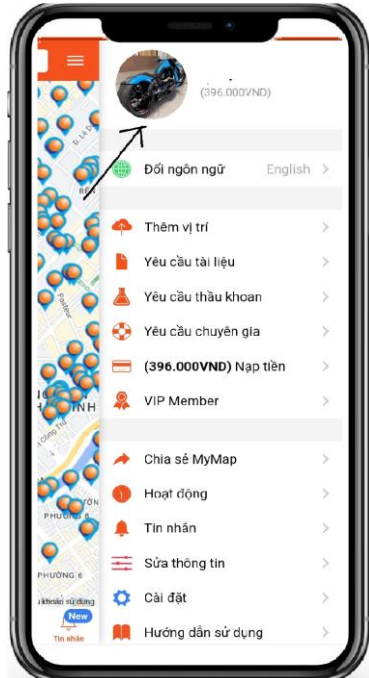 (396.000VND)
Đổi ngôn ngữ English
Thêm vị trí
Yêu cầu tài liệu
Yêu cầu thầu khoan
Yêu cầu chuyên gia
(396.000VND) Nạp tiền
VIP Member
Chia sẻ MyMap
Hoạt động
Tin nhắn
Sửa thông tin
Cài đặt
Hướng dẫn sử dụng
Pasteur
PHƯỜNG 6
New
Tin nhắn